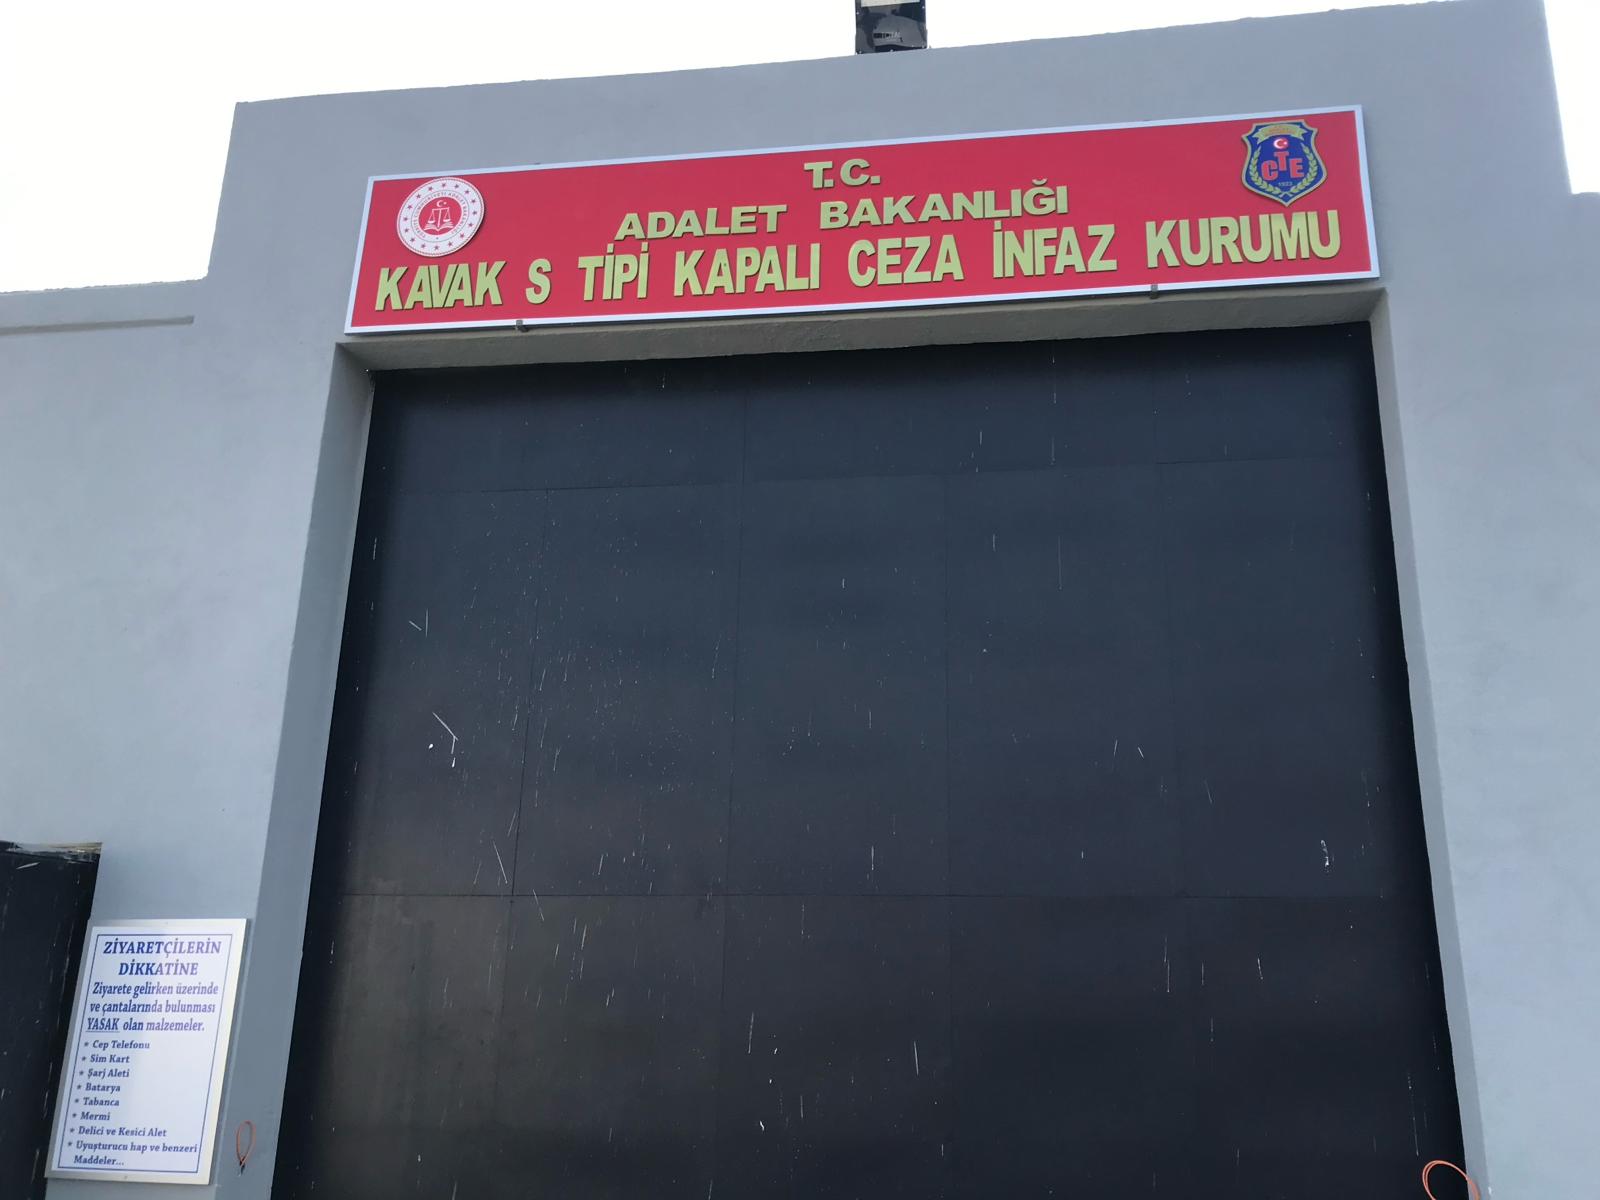 T.C.
ADALET BAKANLIĞI
KAVAK S TİPİ KAPALI CEZA İNFAZ KURUMU
CTE
1923
ZİYARETÇİLERİN
DİKKATİNE
Ziyarete gelirken üzerinde
ve çantalarında bulunması
YASAK olan malzemeler.
* Cep Telefonu
* Sim Kart
* Şarj Aleti
* Batarya
* Tabanca
* Mermi
* Delici ve Kesici Alet
* Uyuşturucu hap ve benzeri
Maddeler...